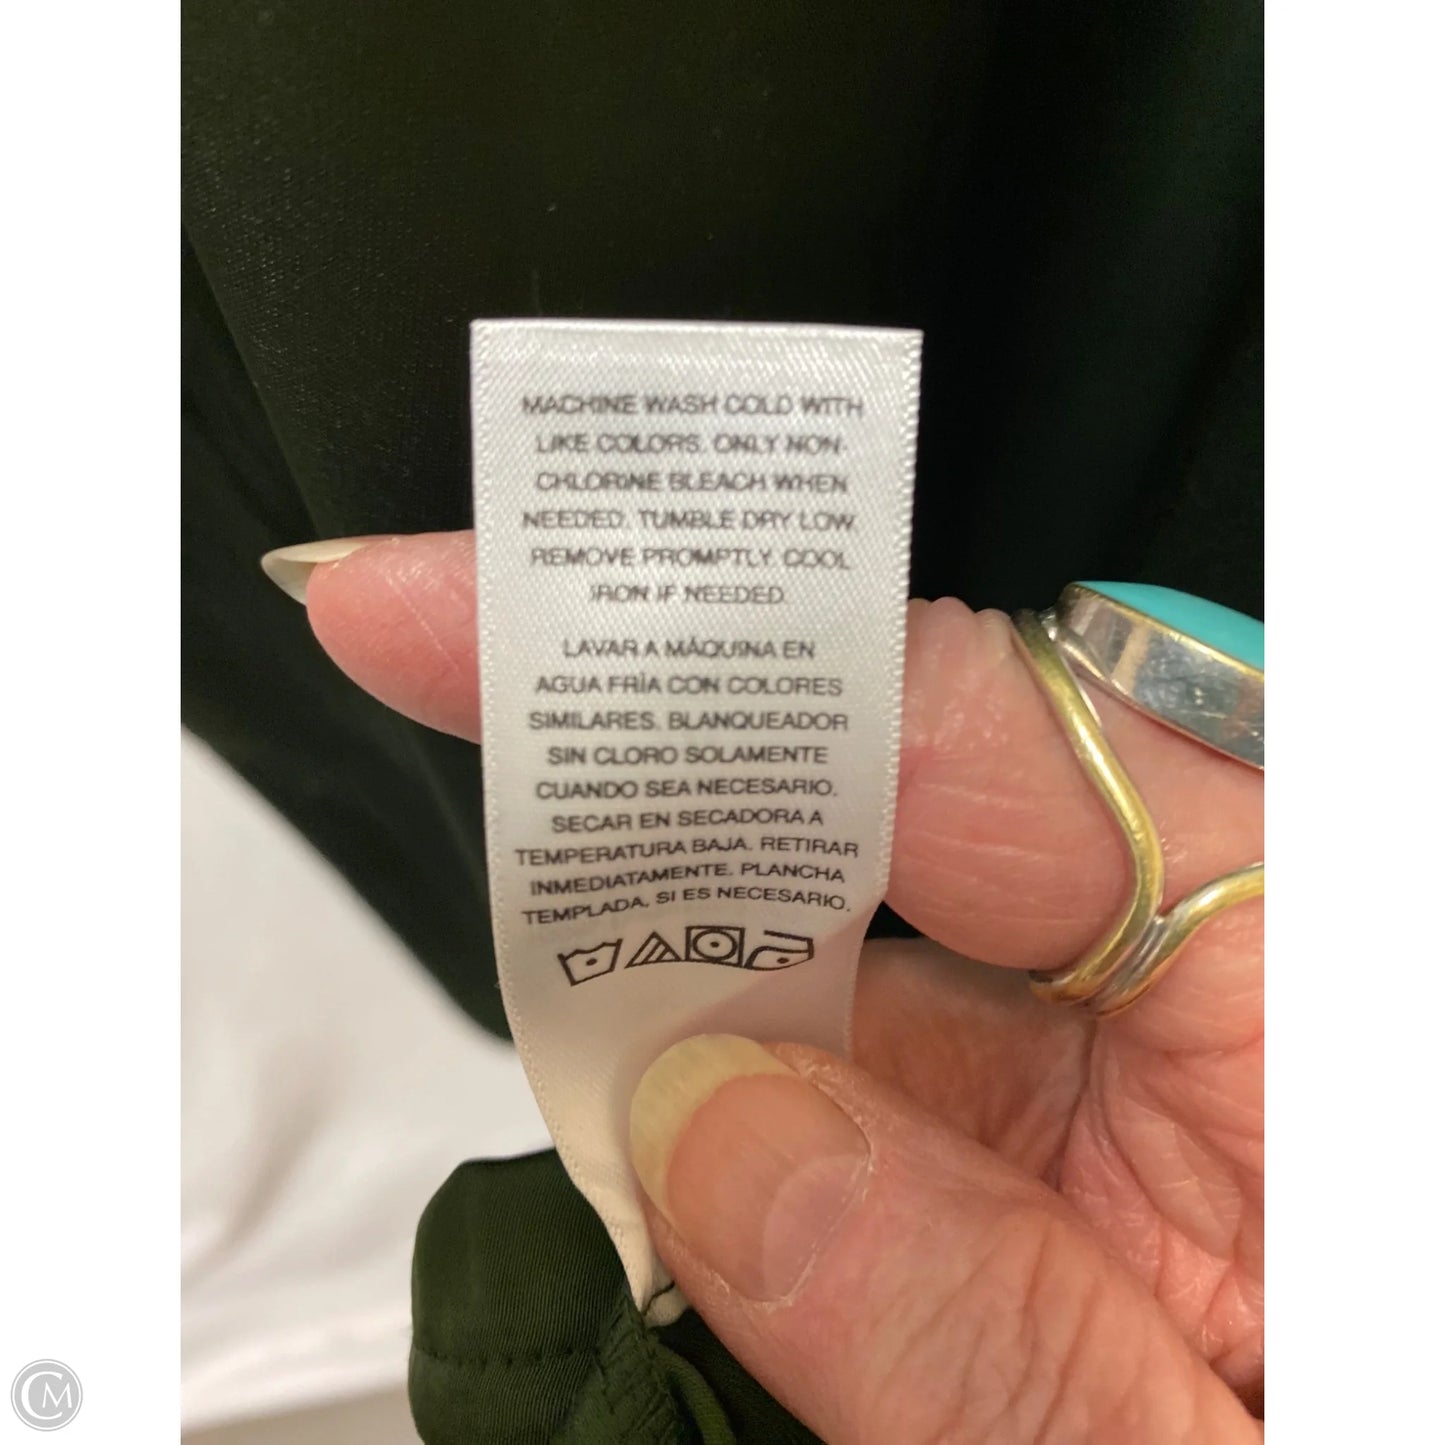 MACHINE WASH COLD WITH
LIKE COLORS. ONLY NON-
CHLORINE BLEACH WHEN
NEEDED. TUMBLE DRY LOW.
REMOVE PROMPTLY. COOL
IRON IF NEEDED.
LAVAR A MÁQUINA EN
AGUA FRÌA CON COLORES
SIMILARES. BLANQUEADOR
SIN CLORO SOLAMENTE
CUANDO SEA NECESARIO.
SECAR EN SECADORA A
TEMPERATURA BAJA. RETIRAR
INMEDIATAMENTE. PLANCHA
TEMPLADA, SI ES NECESARIO.
CM